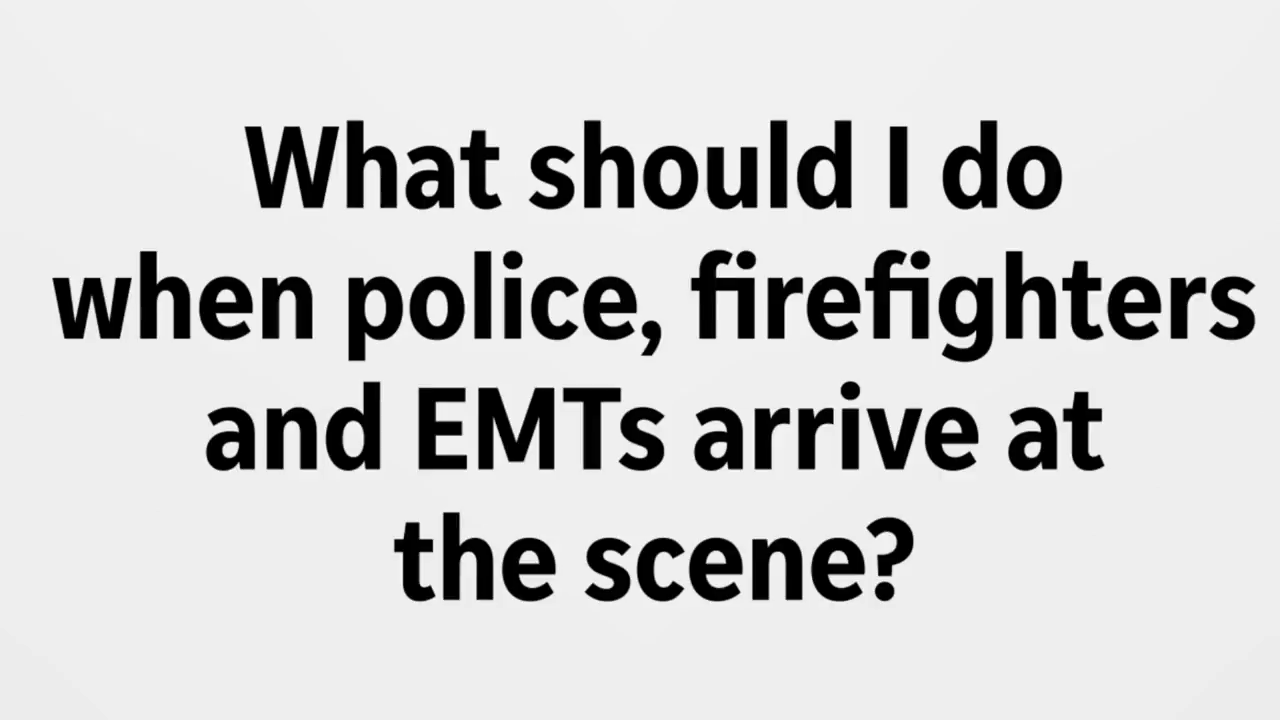 What should I do
when police, firefighters
and EMTs arrive at
the scene?